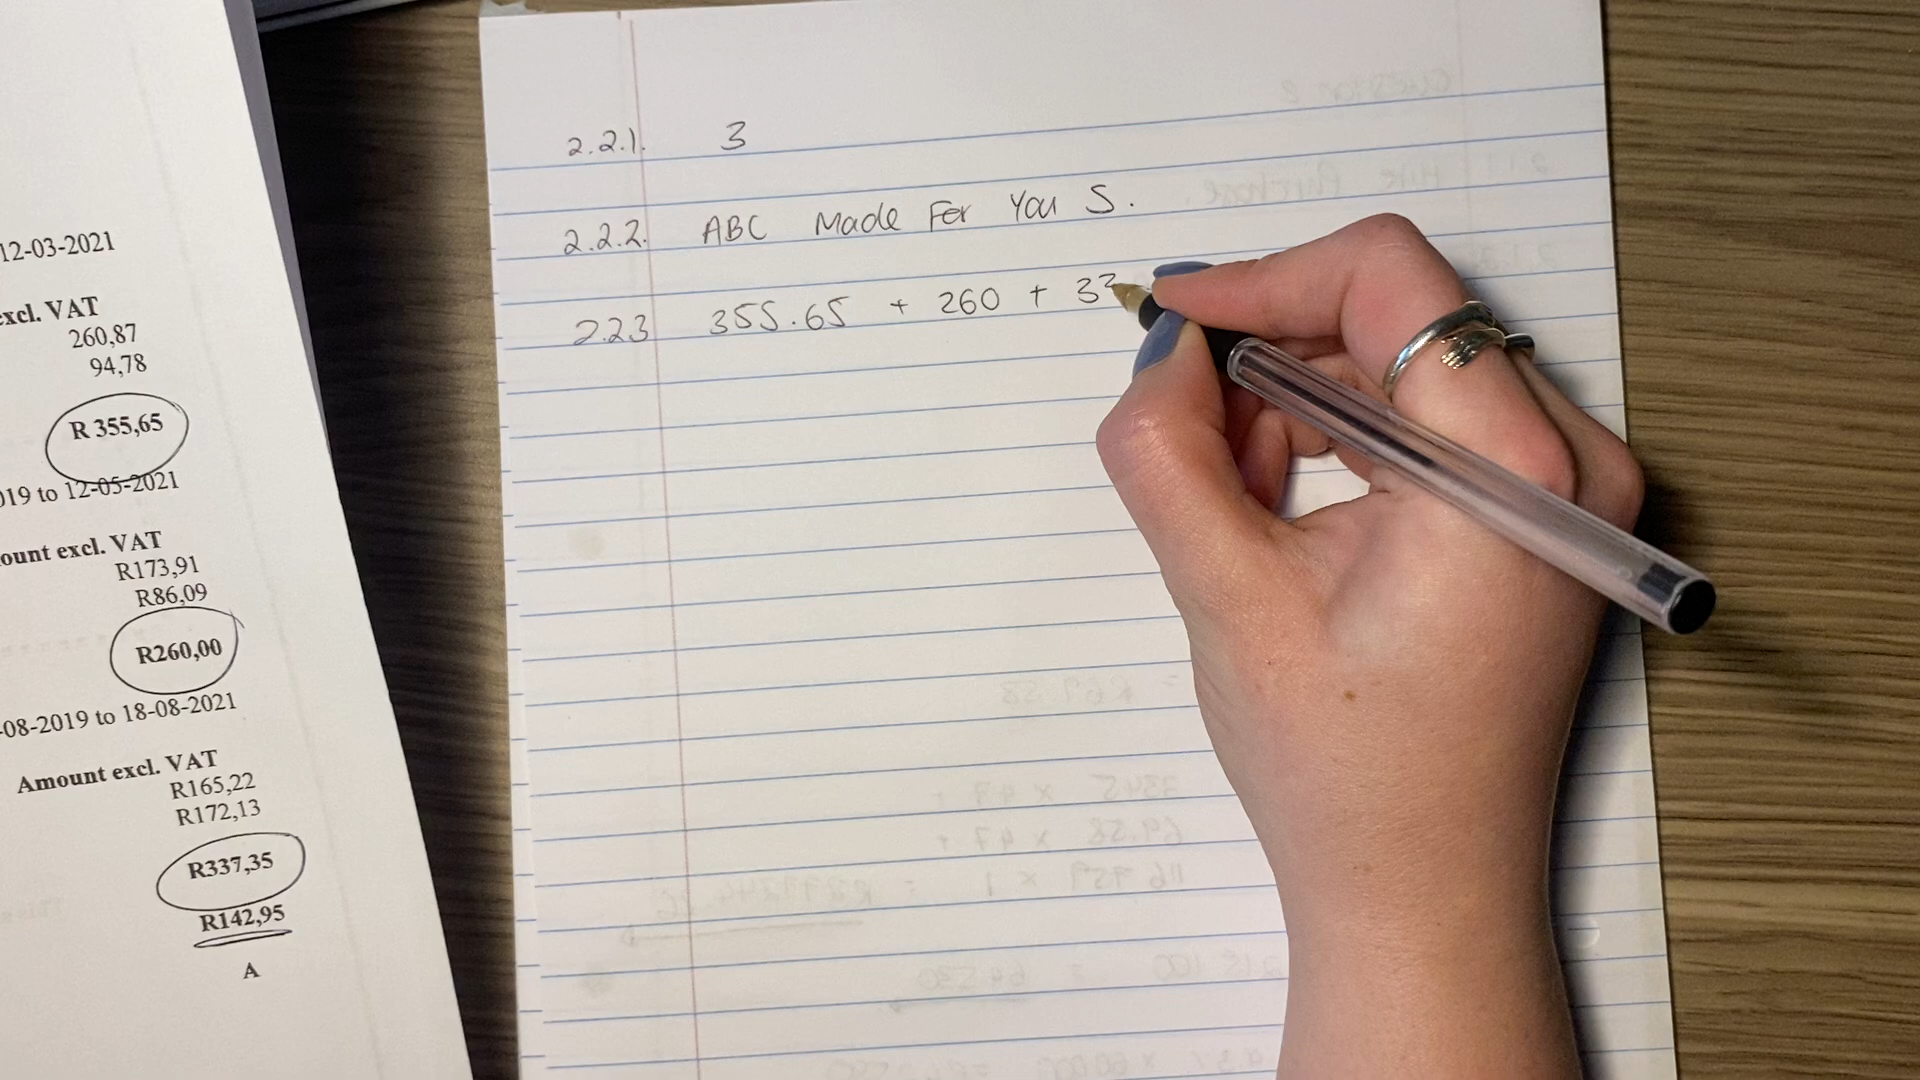 12-03-2021
excl. VAT
260,87
94,78
R 355,65
019 to 12-05-2021
ount excl. VAT
R173,91
R86,09
R260,00
-08-2019 to 18-08-2021
Amount excl. VAT
R165,22
R172,13
R337,35
R142,95
A
2.2.1. 3
2.2.2. ABC Made For You S.
2.2.3 355.65 + 260 + 33